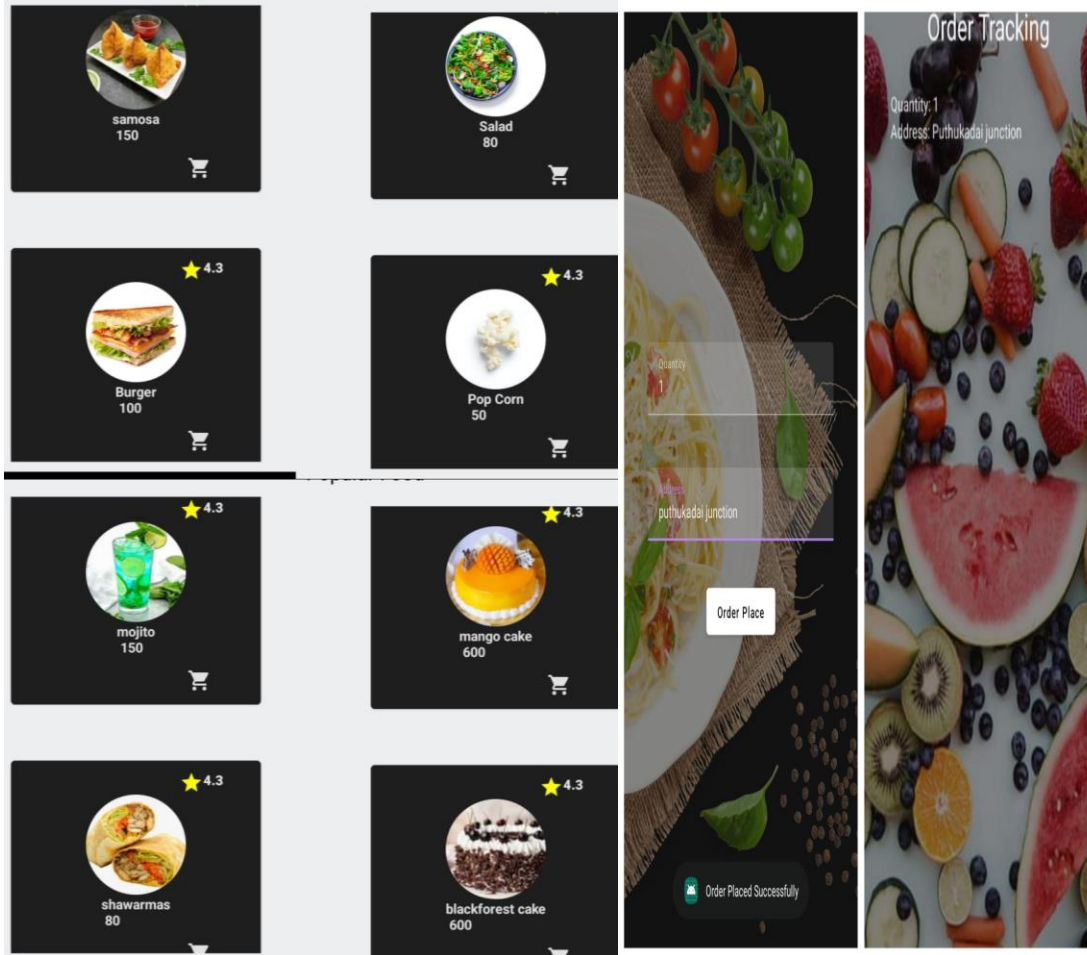 samosa
150
Salad
80
4.3
Burger
100
4.3
Pop Corn
50
4.3
mojito
150
4.3
mango cake
600
4.3
shawarmas
80
4.3
blackforest cake
600
Quantity
1
Address
puthukadai junction
Order Place
Order Placed Successfully
Order Tracking
Quantity: 1
Address: Puthukadai junction